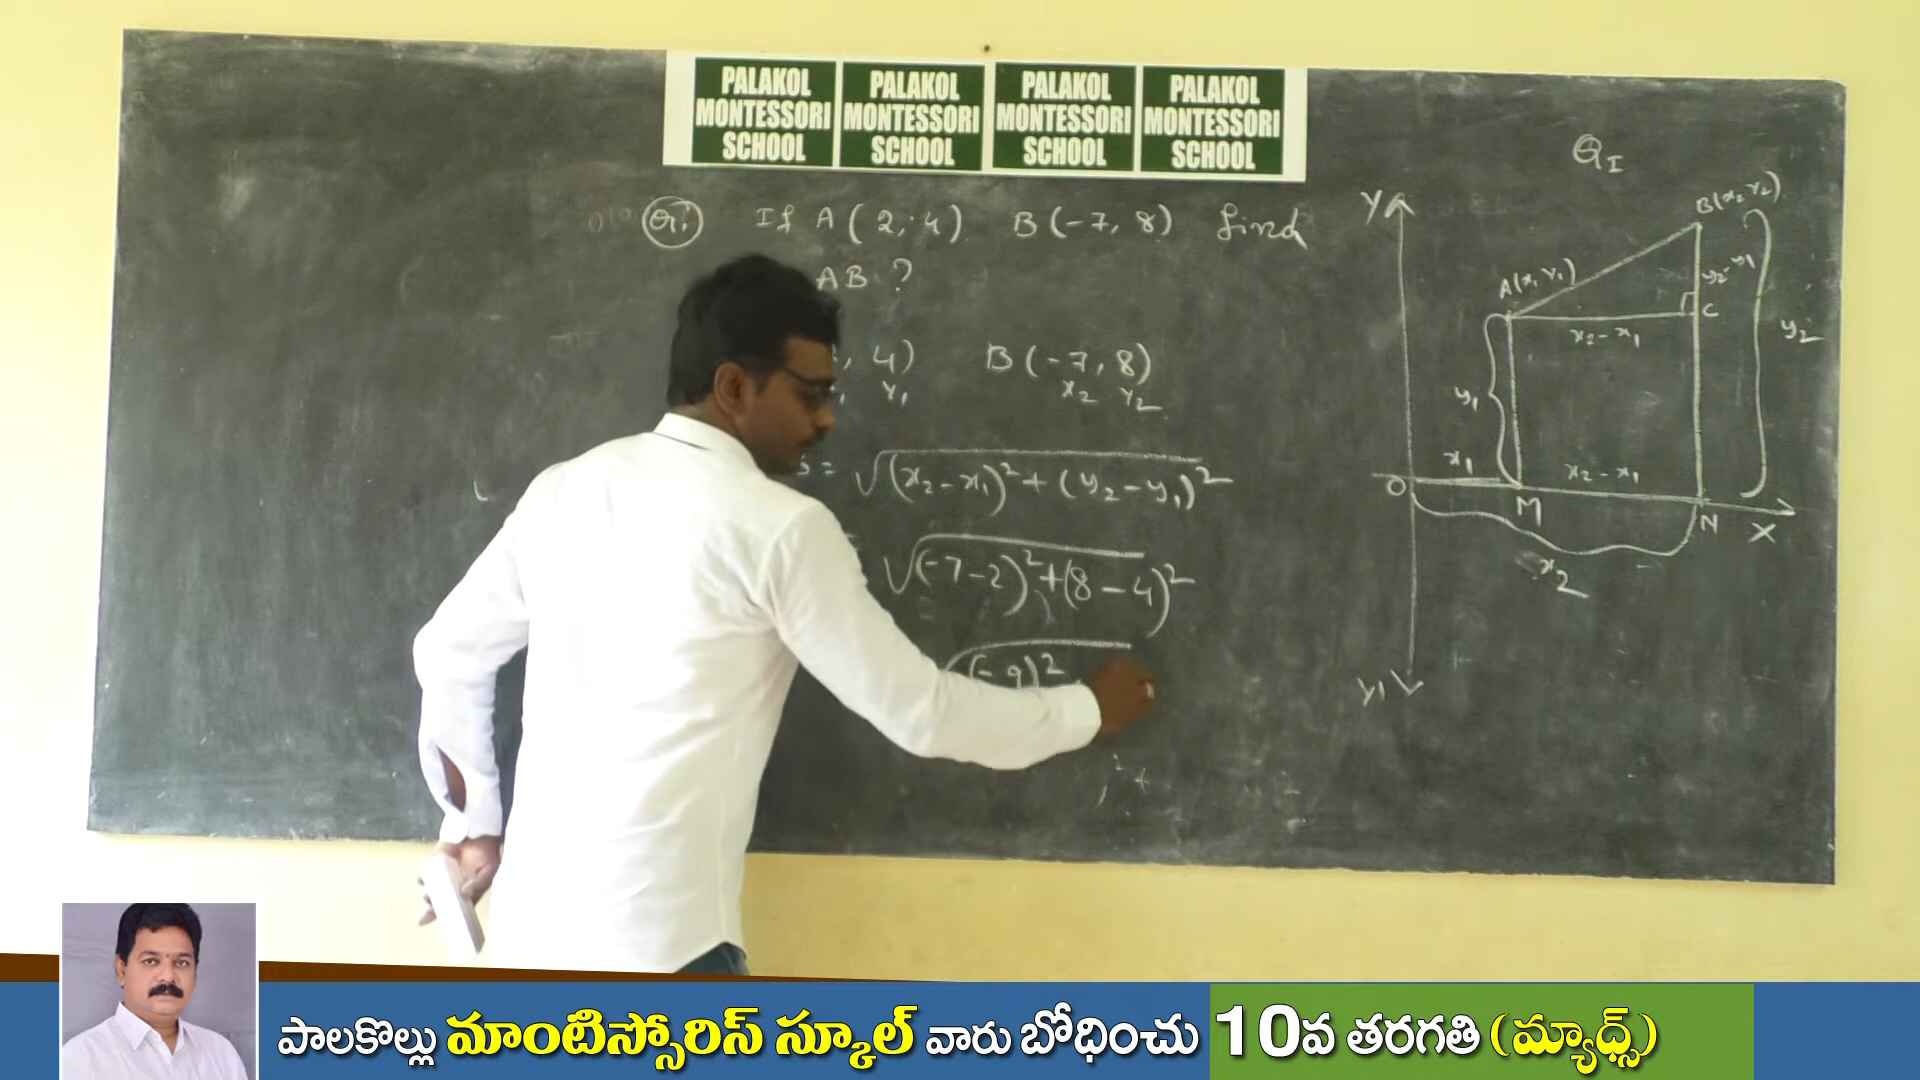 PALAKOL MONTESSORI SCHOOL
PALAKOL MONTESSORI SCHOOL
PALAKOL MONTESSORI SCHOOL
PALAKOL MONTESSORI SCHOOL
Q: If A(2,4) B(-7,8) find
AB ?
, 4) B(-7,8)
Y₁ x₂ Y₂
= √(x₂-x₁)²+(y₂-y₁)²
√(-7-2)²+(8-4)²
(-9)²
Q I
Y
B(x₂ Y₂)
A(x₁ Y₁)
y₂-y₁
C
x₂-x₁
y₂
y₁
x₁
x₂-x₁
O
M
N
X
x₂
Y₁
పాలకొల్లు మాంటిస్సోరిస్ స్కూల్ వారు బోధించు 10వ తరగతి (మ్యాథ్స్)